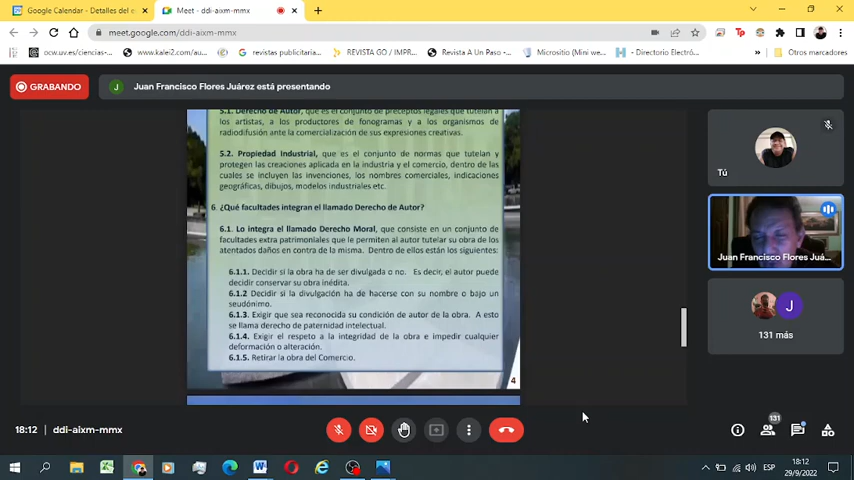 Google Calendar - Detalles del e
Meet - ddi-aixm-mmx
meet.google.com/ddi-aixm-mmx
ocw.uv.es/ciencias-...
www.kalei2.com/auk...
revistas publicitaria...
REVISTA GO / IMPR...
Revista A Un Paso -...
Micrositio (Mini we...
- Directorio Electró...
Otros marcadores
GRABANDO
J
Juan Francisco Flores Juárez está presentando
5.1. Derecho de Autor, que es el conjunto de preceptos legales que tutelan a
los artistas, a los productores de fonogramas y a los organismos de
radiodifusión ante la comercialización de sus expresiones creativas.
5.2. Propiedad Industrial, que es el conjunto de normas que tutelan y
protegen las creaciones aplicada en la industria y el comercio, dentro de las
cuales se incluyen las invenciones, los nombres comerciales, indicaciones
geográficas, dibujos, modelos industriales etc.
6. ¿Qué facultades integran el llamado Derecho de Autor?
6.1. Lo integra el llamado Derecho Moral, que consiste en un conjunto de
facultades extra patrimoniales que le permiten al autor tutelar su obra de los
atentados daños en contra de la misma. Dentro de ellos están los siguientes:
6.1.1. Decidir si la obra ha de ser divulgada o no. Es decir, el autor puede
decidir conservar su obra inédita.
6.1.2 Decidir si la divulgación ha de hacerse con su nombre o bajo un
seudónimo.
6.1.3. Exigir que sea reconocida su condición de autor de la obra. A esto
se llama derecho de paternidad intelectual.
6.1.4. Exigir el respeto a la integridad de la obra e impedir cualquier
deformación o alteración.
6.1.5. Retirar la obra del Comercio.
4
Tú
Juan Francisco Flores Juá...
J
131 más
18:12
ddi-aixm-mmx
131
ESP
18:12
29/9/2022